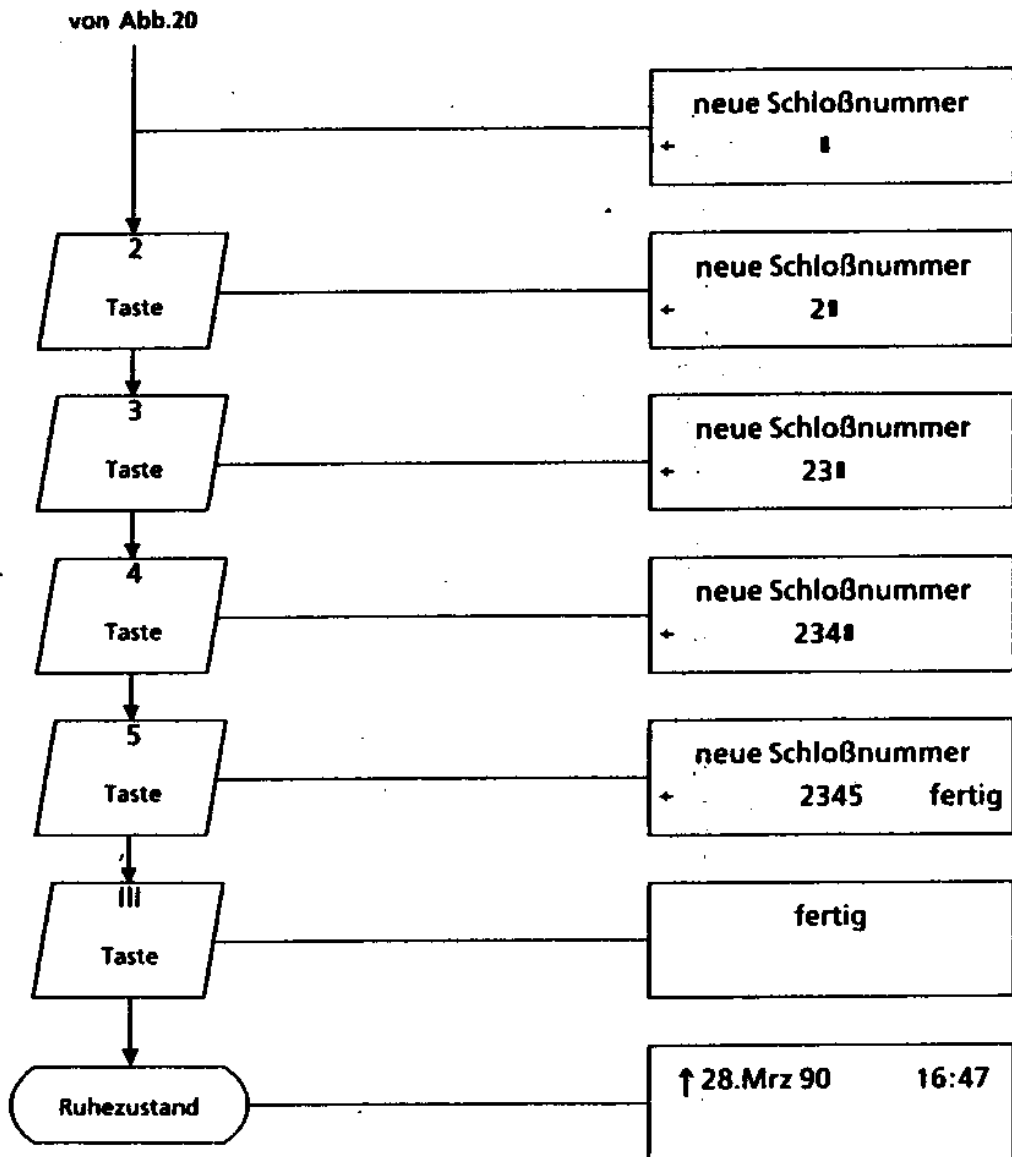 von Abb.20
neue Schloßnummer
←
2
Taste
neue Schloßnummer
← 2
3
Taste
neue Schloßnummer
← 23
4
Taste
neue Schloßnummer
← 234
5
Taste
neue Schloßnummer
← 2345 fertig
III
Taste
fertig
Ruhezustand
↑ 28.Mrz 90 16:47